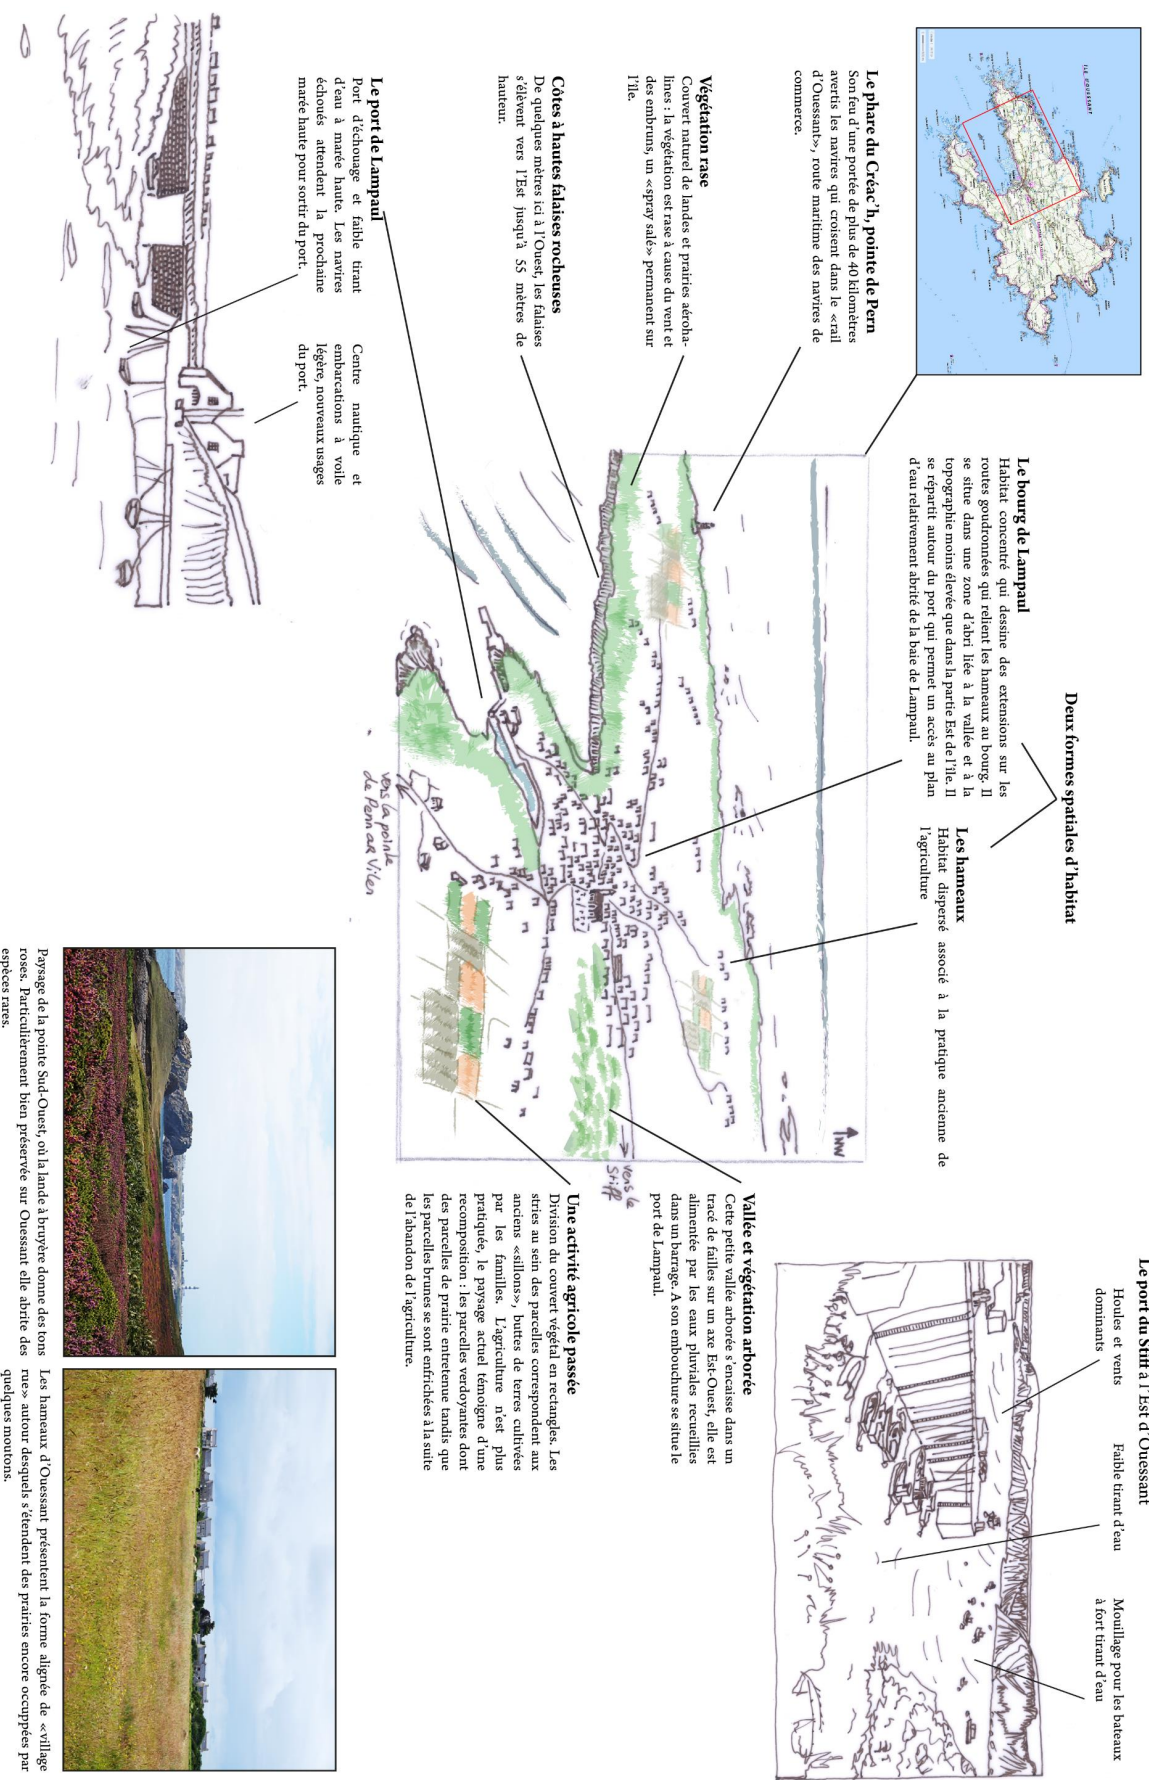 ILE D'OUESSANT
Deux formes spatiales d'habitat
Le bourg de Lampaul
Habitat concentré qui dessine des extensions sur les
routes goudronnées qui relient les hameaux au bourg. Il
se situe dans une zone d'abri liée à la vallée et à la
topographie moins élevée que dans la partie Est de l'île. Il
se répartit autour du port qui permet un accès au plan
d'eau relativement abrité de la baie de Lampaul.
Les hameaux
Habitat dispersé associé à la pratique ancienne de
l'agriculture
Le port du Stiff à l'Est d'Ouessant
Houles et vents
dominants
Faible tirant d'eau
Mouillage pour les bateaux
à fort tirant d'eau
Le phare du Créac'h, pointe de Pern
Son feu d'une portée de plus de 40 kilomètres
avertis les navires qui croisent dans le «rail
d'Ouessant», route maritime des navires de
commerce.
Végétation rase
Couvert naturel de landes et prairies aéroha-
lines : la végétation est rase à cause du vent et
des embruns, un «spray salé» permanent sur
l'île.
Côtes à hautes falaises rocheuses
De quelques mètres ici à l'Ouest, les falaises
s'élèvent vers l'Est jusqu'à 55 mètres de
hauteur.
Le port de Lampaul
Port d'échouage et faible tirant
d'eau à marée haute. Les navires
échoués attendent la prochaine
marée haute pour sortir du port.
Centre nautique et
embarcations à voile
légère, nouveaux usages
du port.
NW
vers le
Stiff
vers la pointe
de Penn ar Vilen
Vallée et végétation arborée
Cette petite vallée arborée s'encaisse dans un
tracé de failles sur un axe Est-Ouest, elle est
alimentée par les eaux pluviales recueillies
dans un barrage. A son embouchure se situe le
port de Lampaul.
Une activité agricole passée
Division du couvert végétal en rectangles. Les
stries au sein des parcelles correspondent aux
anciens «sillons», buttes de terres cultivées
par les familles. L'agriculture n'est plus
pratiquée, le paysage actuel témoigne d'une
recomposition : les parcelles verdoyantes dont
des parcelles de prairie entretenue tandis que
les parcelles brunes se sont enfrichées à la suite
de l'abandon de l'agriculture.
Paysage de la pointe Sud-Ouest, où la lande à bruyère donne des tons
roses. Particulièrement bien préservée sur Ouessant elle abrite des
espèces rares.
Les hameaux d'Ouessant présentent la forme alignée de «village
rue» autour desquels s'étendent des prairies encore occuppées par
quelques moutons.